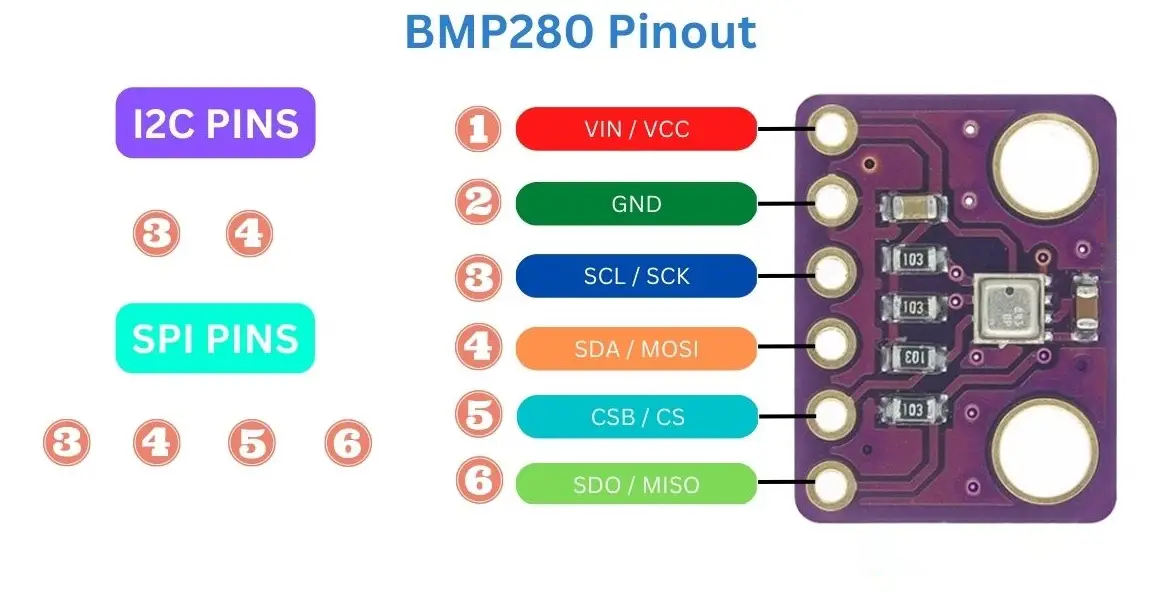 BMP280 Pinout
I2C PINS
3 4
SPI PINS
3 4 5 6
1 VIN / VCC
2 GND
3 SCL / SCK
4 SDA / MOSI
5 CSB / CS
6 SDO / MISO
103
103
103
103